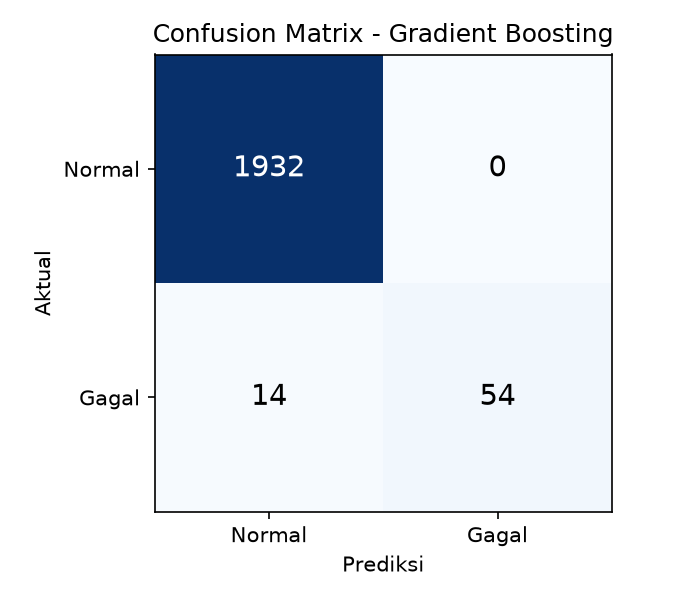 Confusion Matrix - Gradient Boosting
Normal
1932
0
Aktual
Gagal
14
54
Normal
Gagal
Prediksi